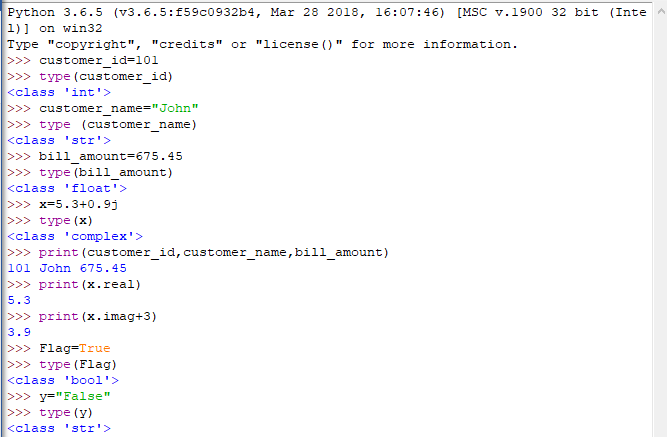 Python 3.6.5 (v3.6.5:f59c0932b4, Mar 28 2018, 16:07:46) [MSC v.1900 32 bit (Inte
l)] on win32
Type "copyright", "credits" or "license()" for more information.
>>> customer_id=101
>>> type(customer_id)
<class 'int'>
>>> customer_name="John"
>>> type (customer_name)
<class 'str'>
>>> bill_amount=675.45
>>> type(bill_amount)
<class 'float'>
>>> x=5.3+0.9j
>>> type(x)
<class 'complex'>
>>> print(customer_id,customer_name,bill_amount)
101 John 675.45
>>> print(x.real)
5.3
>>> print(x.imag+3)
3.9
>>> Flag=True
>>> type(Flag)
<class 'bool'>
>>> y="False"
>>> type(y)
<class 'str'>